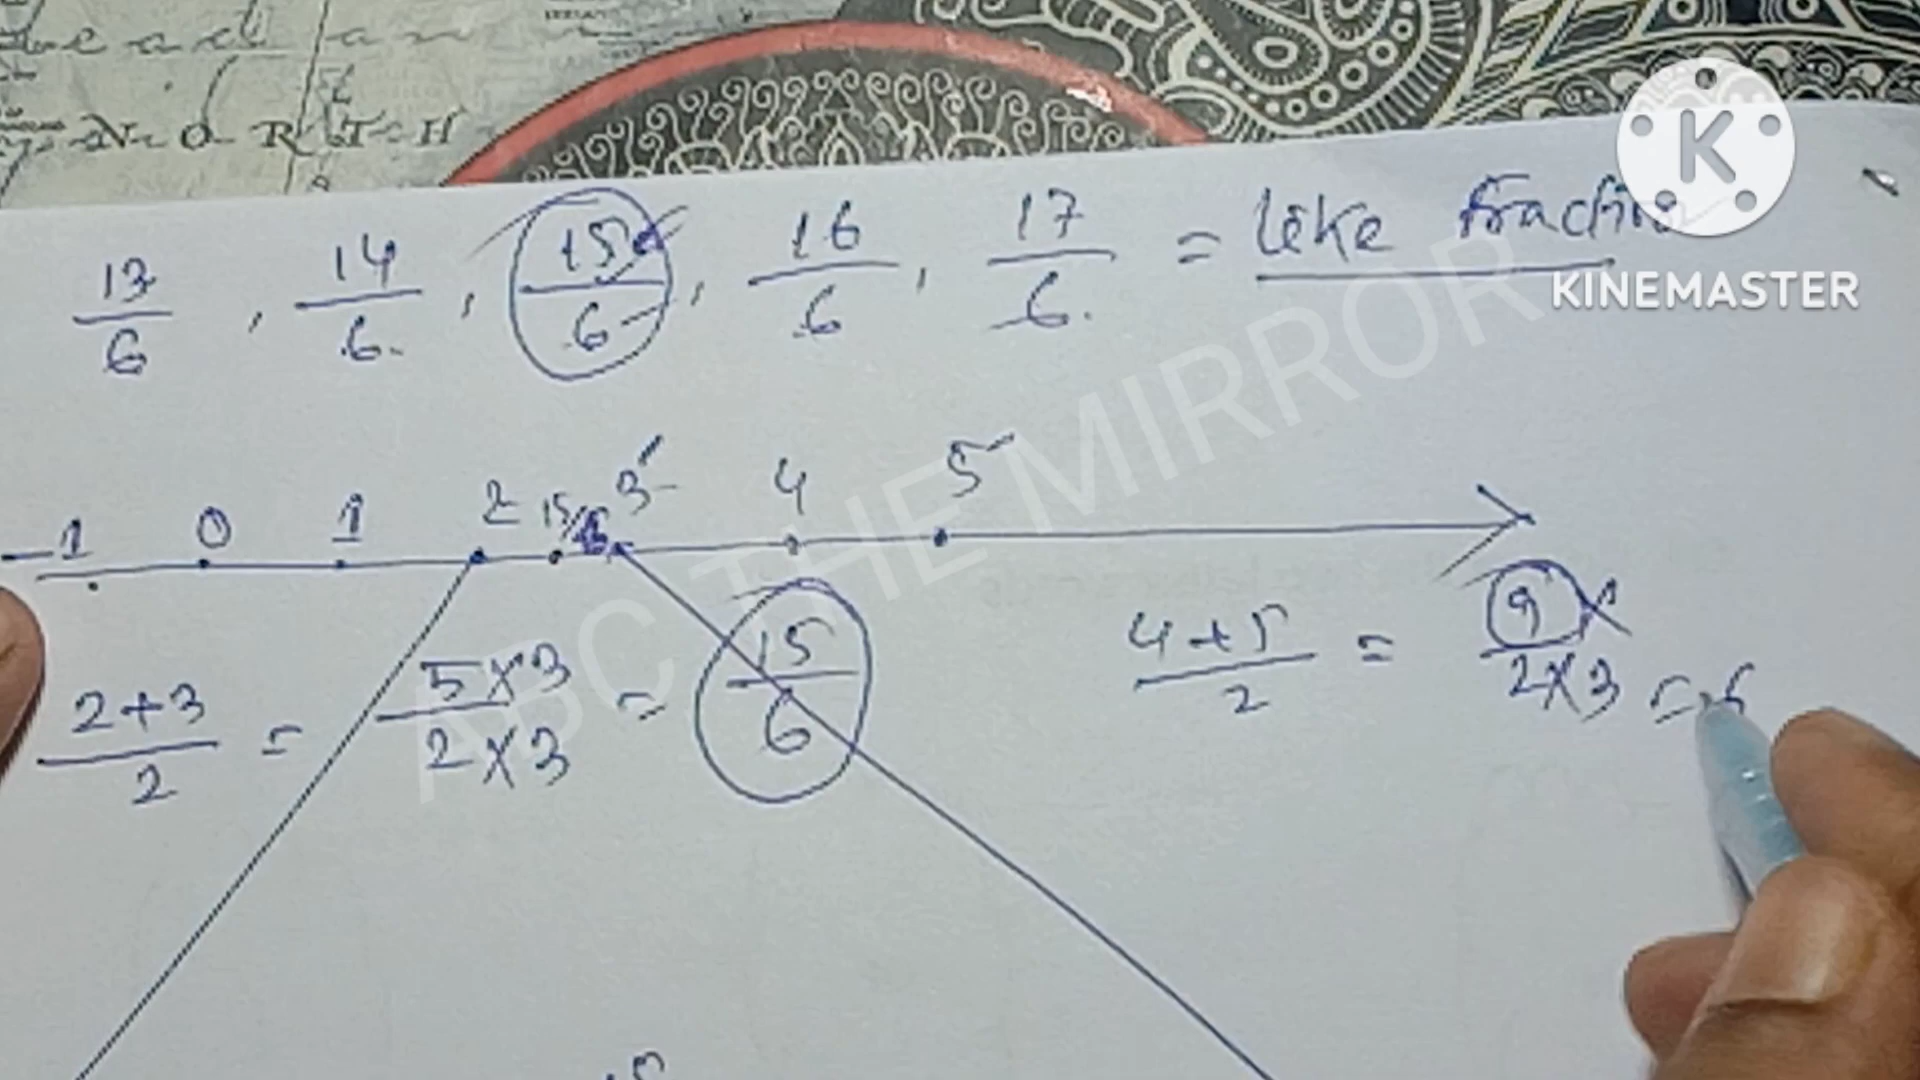 NORTH
KINEMASTER
13/6 , 14/6 , 15/6 , 16/6 , 17/6 = like
ABC THE MIRROR
-1 0 1 2 15/6 3 4 5
2+3/2 = 5×3/2×3 = 15/6
4+5/2 = 9×/2×3 = 6